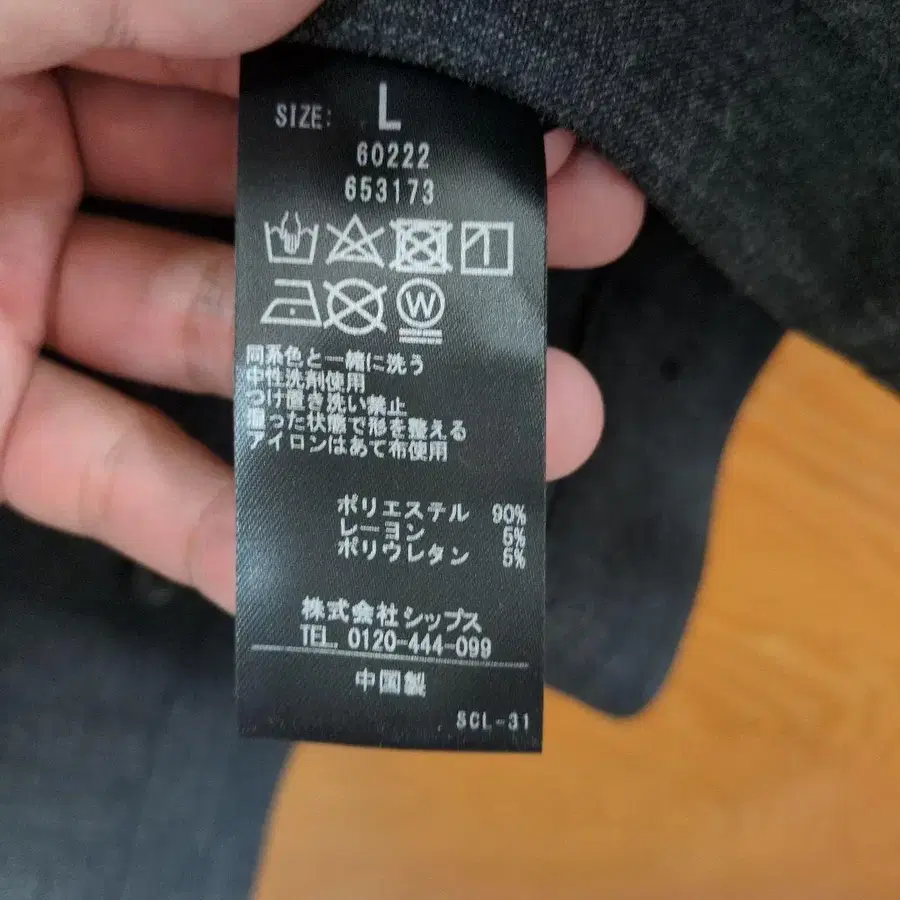 SIZE: L
60222
653173
W
同系色と一緒に洗う
中性洗剤使用
つけ置き洗い禁止
湿った状態で形を整える
アイロンはあて布使用
ポリエステル 90%
レーヨン 5%
ポリウレタン 5%
株式会社シップス
TEL. 0120-444-099
中国製
SCL-31